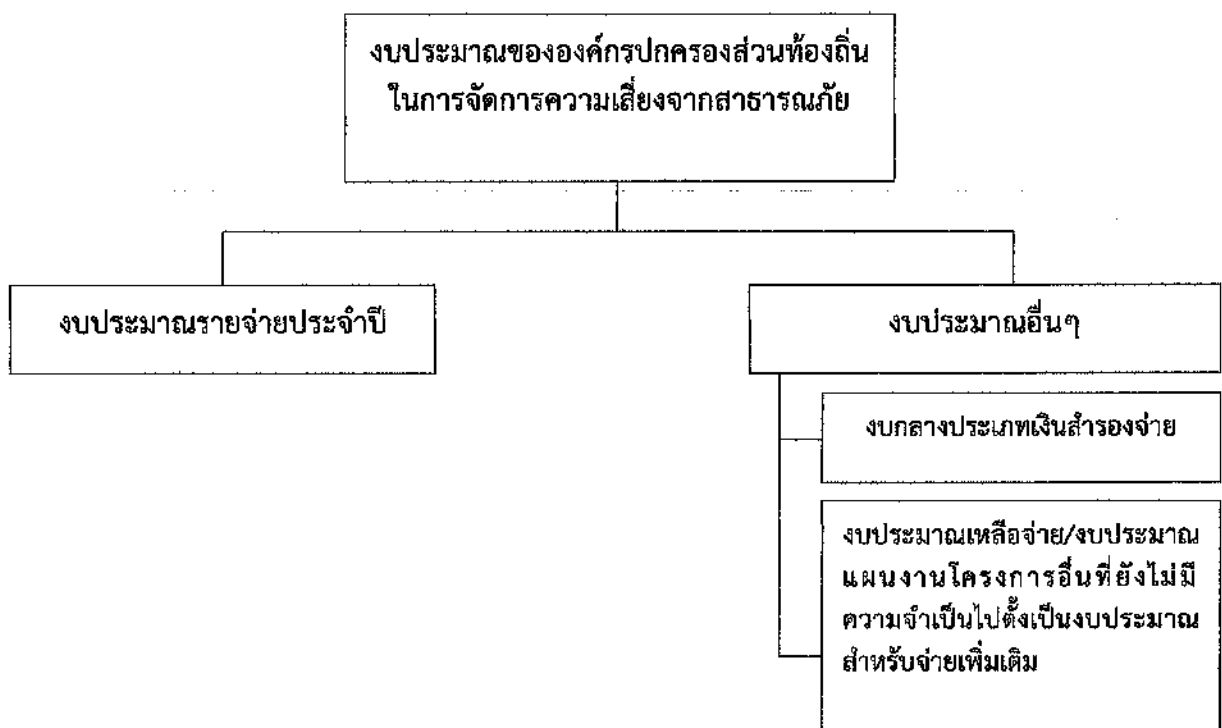 งบประมาณขององค์กรปกครองส่วนท้องถิ่น
ในการจัดการความเสี่ยงจากสาธารณภัย
งบประมาณรายจ่ายประจำปี
งบประมาณอื่นๆ
งบกลางประเภทเงินสำรองจ่าย
งบประมาณเหลือจ่าย/งบประมาณ
แผนงานโครงการอื่นที่ยังไม่มี
ความจำเป็นไปตั้งเป็นงบประมาณ
สำหรับจ่ายเพิ่มเติม